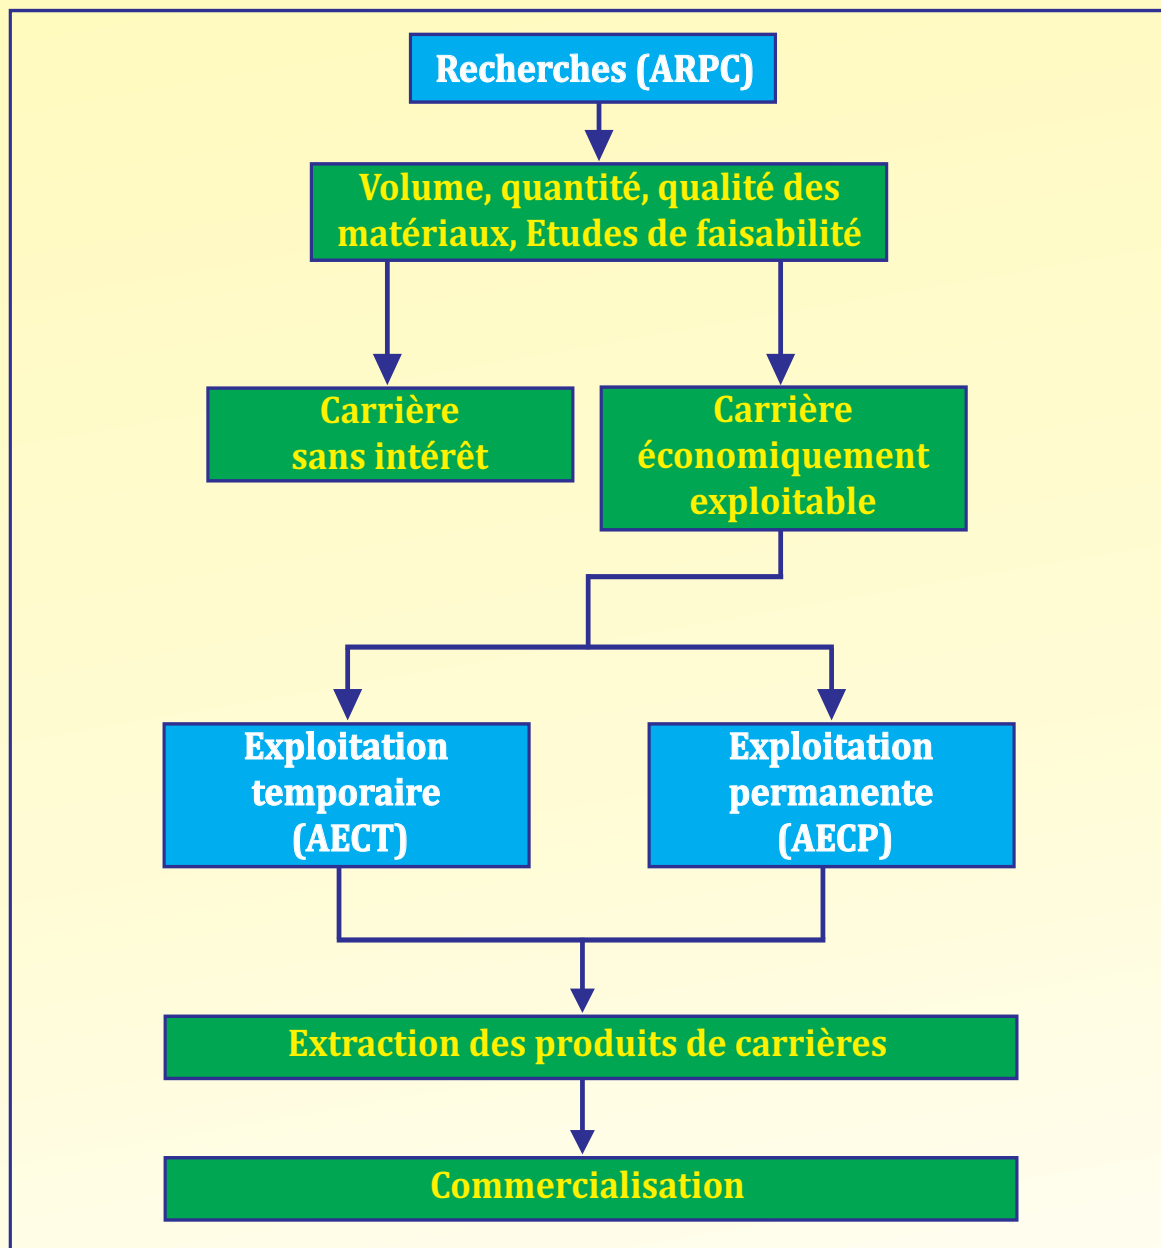 Recherches (ARPC)
Volume, quantité, qualité des
matériaux, Etudes de faisabilité
Carrière
sans intérêt
Carrière
économiquement
exploitable
Exploitation
temporaire
(AECT)
Exploitation
permanente
(AECP)
Extraction des produits de carrières
Commercialisation